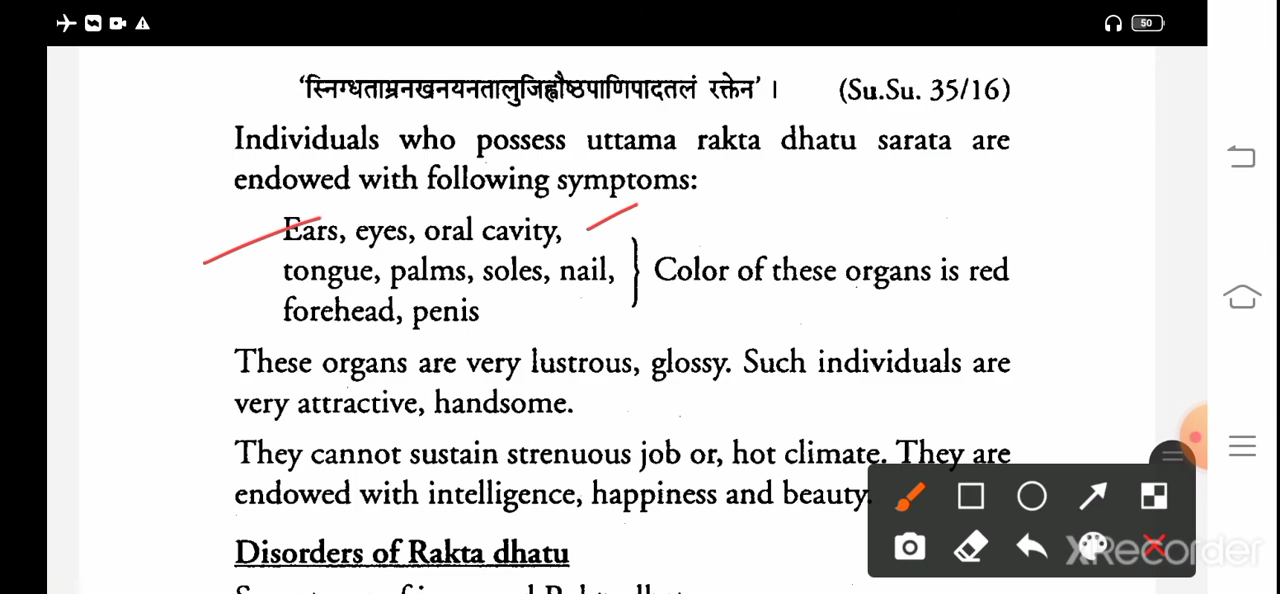 50
'स्निग्धताम्रनखनयनतालुजिह्वौष्ठपाणिपादतलं रक्तेन' । (Su.Su. 35/16)
Individuals who possess uttama rakta dhatu sarata are
endowed with following symptoms:
Ears, eyes, oral cavity,
tongue, palms, soles, nail, } Color of these organs is red
forehead, penis
These organs are very lustrous, glossy. Such individuals are
very attractive, handsome.
They cannot sustain strenuous job or, hot climate. They are
endowed with intelligence, happiness and beauty.
Disorders of Rakta dhatu
XRecorder